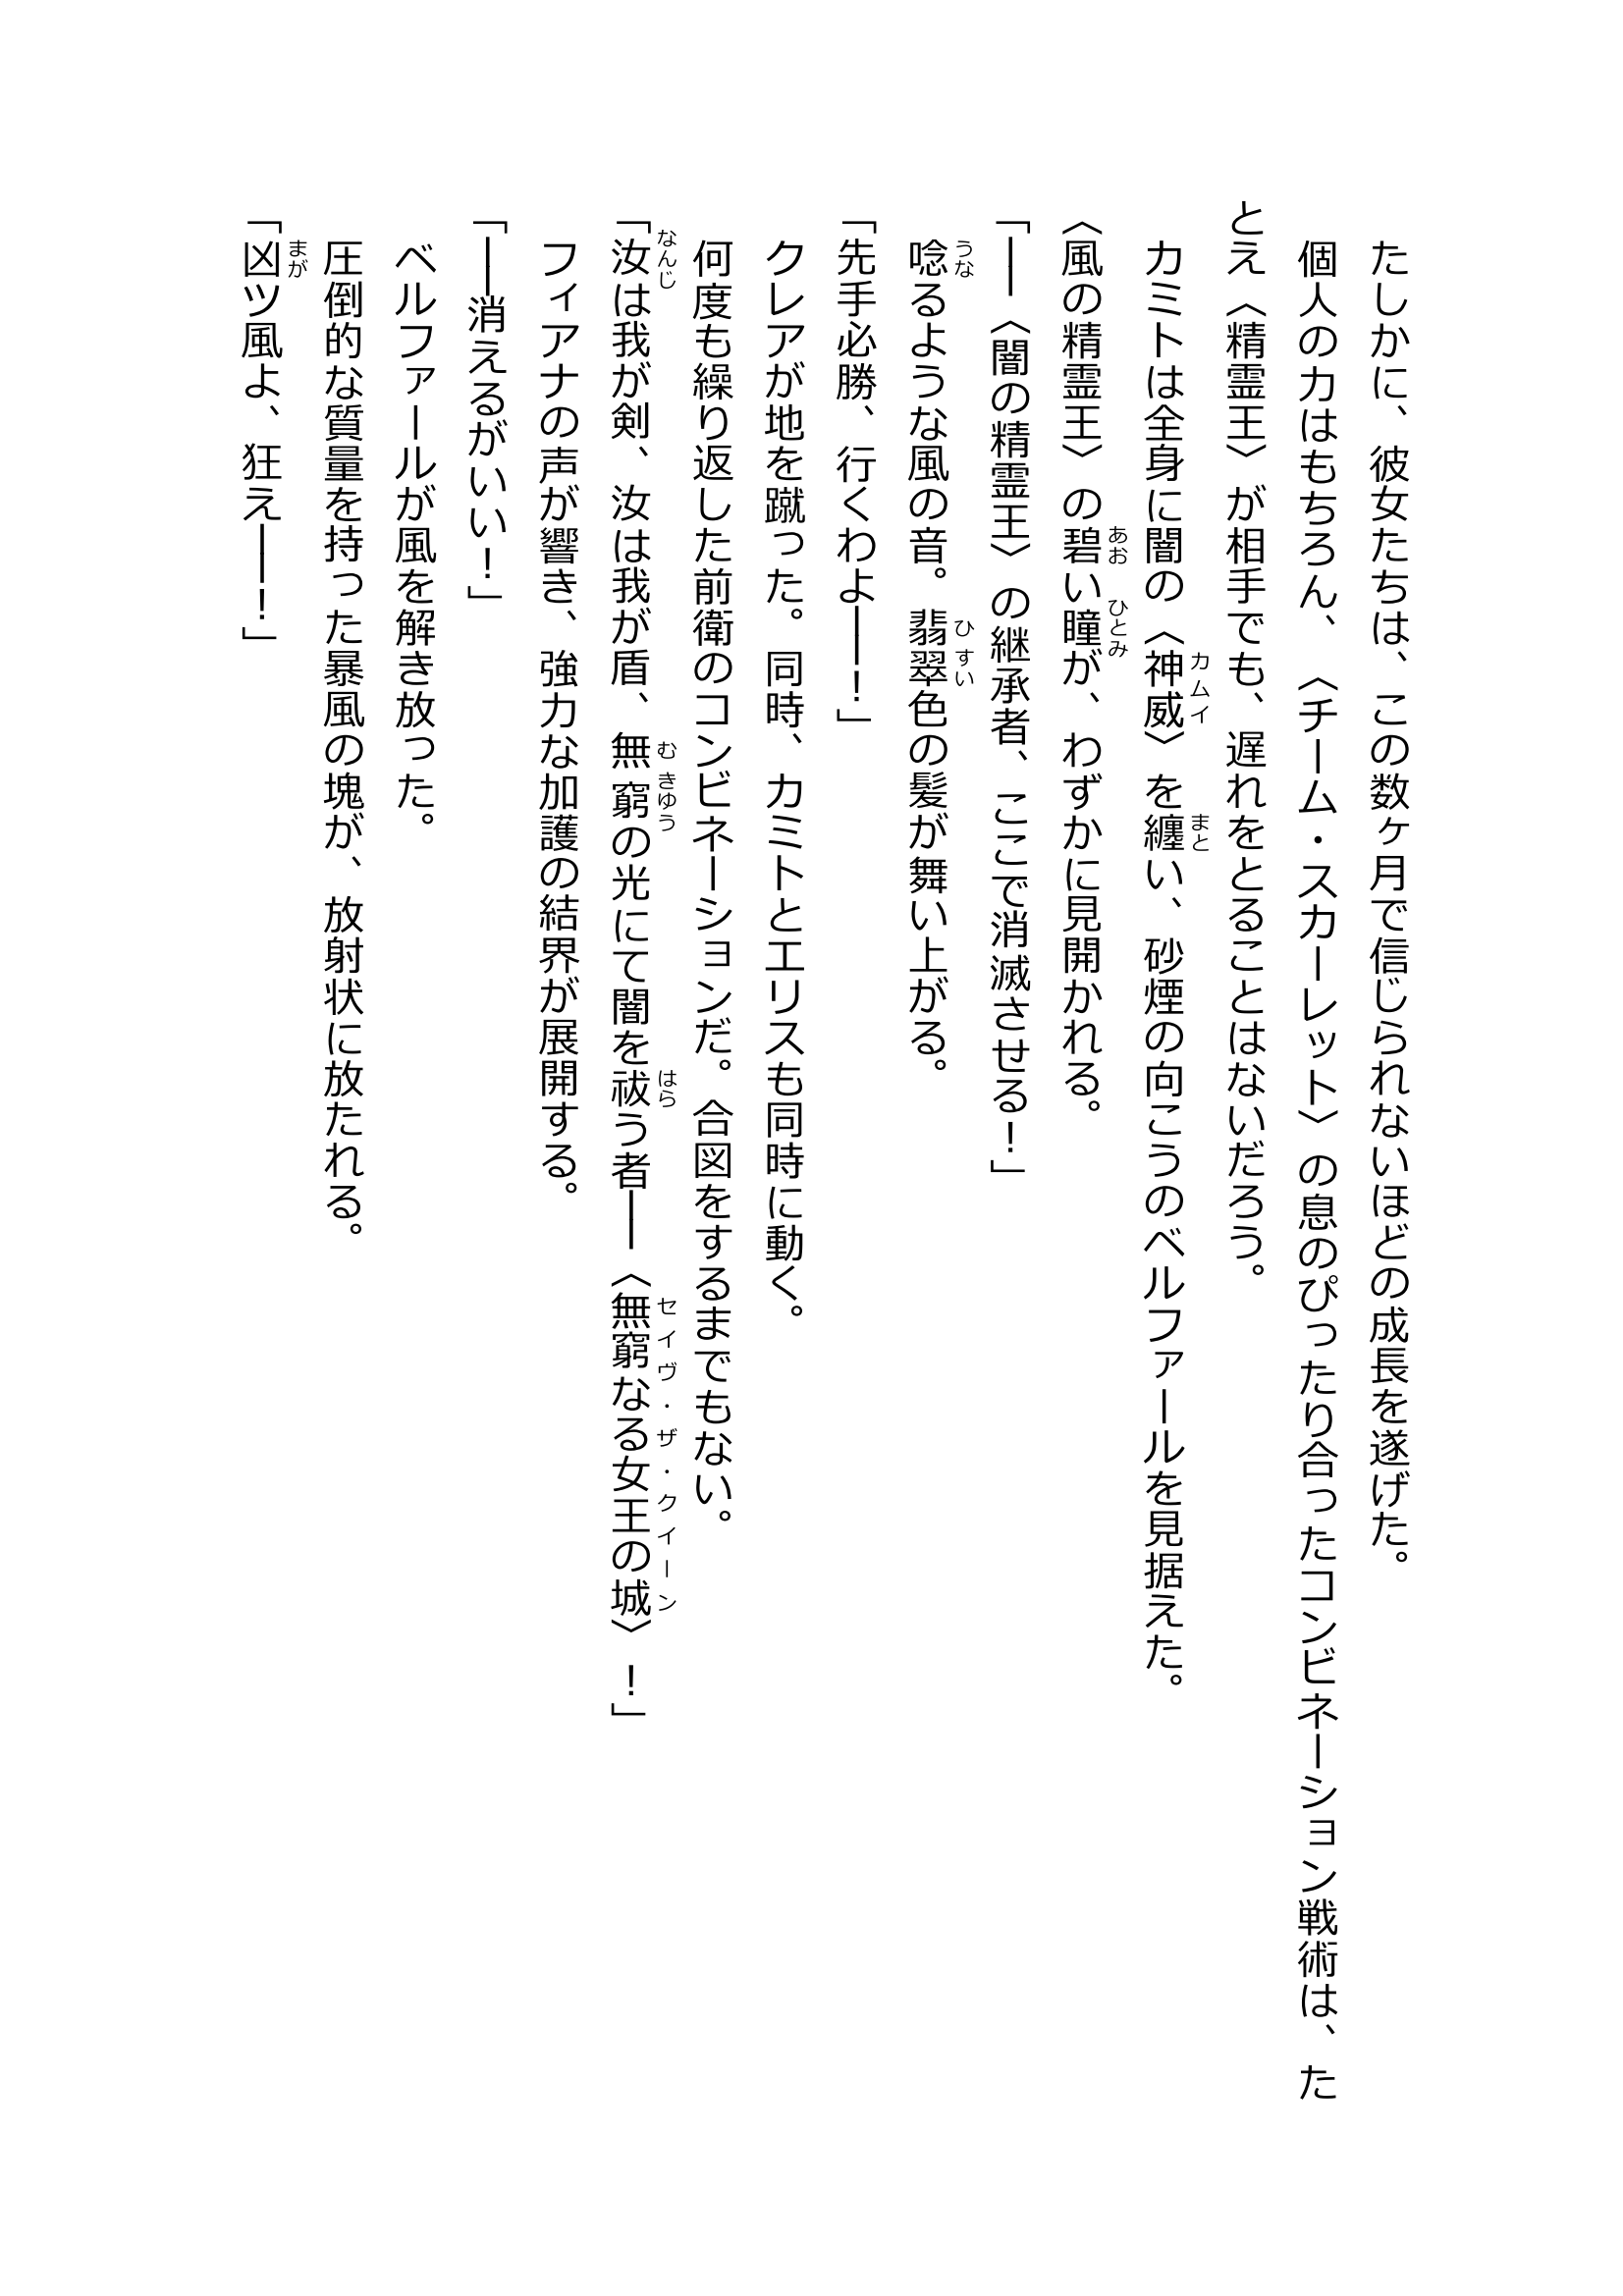 たしかに、彼女たちは、この数ヶ月で信じられないほどの成長を遂げた。
個人の力はもちろん、〈チーム・スカーレット〉の息のぴったり合ったコンビネーション戦術は、た
とえ〈精霊王〉が相手でも、遅れをとることはないだろう。
カミトは全身に闇の〈神威〉を纏い、砂煙の向こうのベルファールを見据えた。
〈風の精霊王〉の碧い瞳が、わずかに見開かれる。
「――〈闇の精霊王〉の継承者、ここで消滅させる！」
唸るような風の音。翡翠色の髪が舞い上がる。
「先手必勝、行くわよ――！」
クレアが地を蹴った。同時、カミトとエリスも同時に動く。
何度も繰り返した前衛のコンビネーションだ。合図をするまでもない。
「汝は我が剣、汝は我が盾、無窮の光にて闇を祓う者――〈無窮なる女王の城〉！」
フィアナの声が響き、強力な加護の結界が展開する。
「――消えるがいい！」
ベルファールが風を解き放った。
圧倒的な質量を持った暴風の塊が、放射状に放たれる。
「凶ツ風よ、狂え――！」